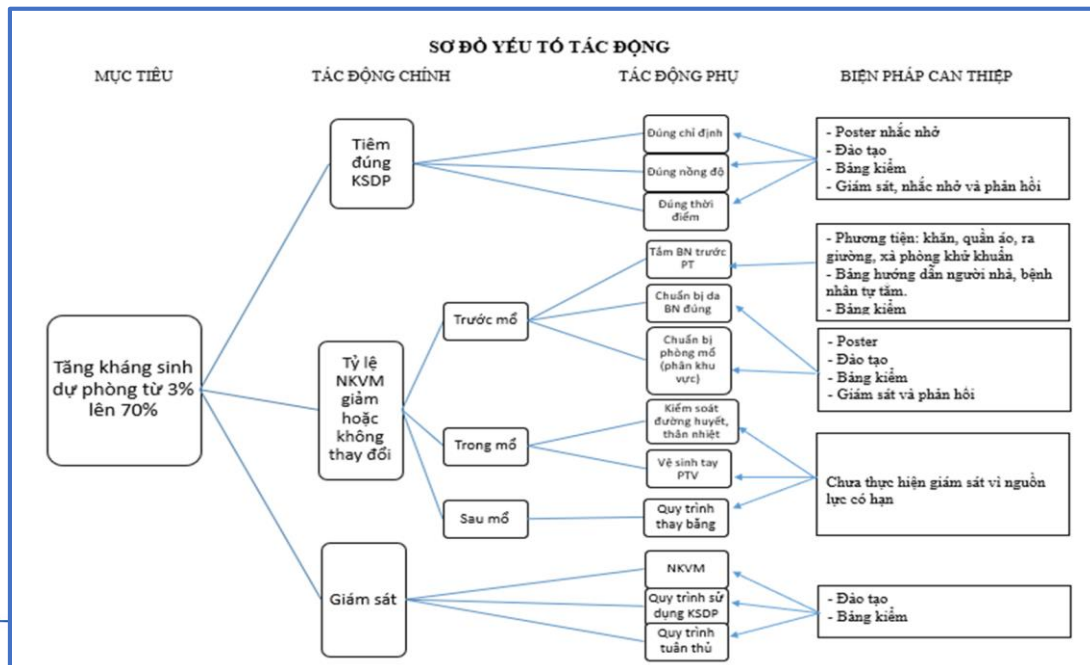 SƠ ĐỒ YẾU TỐ TÁC ĐỘNG
MỤC TIÊU
TÁC ĐỘNG CHÍNH
TÁC ĐỘNG PHỤ
BIỆN PHÁP CAN THIỆP
Tăng kháng sinh
dự phòng từ 3%
lên 70%
Tiêm
đúng
KSDP
Đúng chỉ định
Đúng nồng độ
Đúng thời
điểm
- Poster nhắc nhở
- Đào tạo
- Bảng kiểm
- Giám sát, nhắc nhở và phản hồi
Tỷ lệ
NKVM
giảm
hoặc
không
thay đổi
Trước mổ
Tắm BN trước
PT
Chuẩn bị da
BN đúng
Chuẩn bị
phòng mổ
(phân khu
vực)
- Phương tiện: khăn, quần áo, ra
giường, xà phòng khử khuẩn
- Bảng hướng dẫn người nhà, bệnh
nhân tự tắm.
- Bảng kiểm
- Poster
- Đào tạo
- Bảng kiểm
- Giám sát và phản hồi
Trong mổ
Kiểm soát
đường huyết,
thân nhiệt
Vệ sinh tay
PTV
Sau mổ
Quy trình
thay băng
Chưa thực hiện giám sát vì nguồn
lực có hạn
Giám sát
NKVM
Quy trình sử
dụng KSDP
Quy trình
tuân thủ
- Đào tạo
- Bảng kiểm